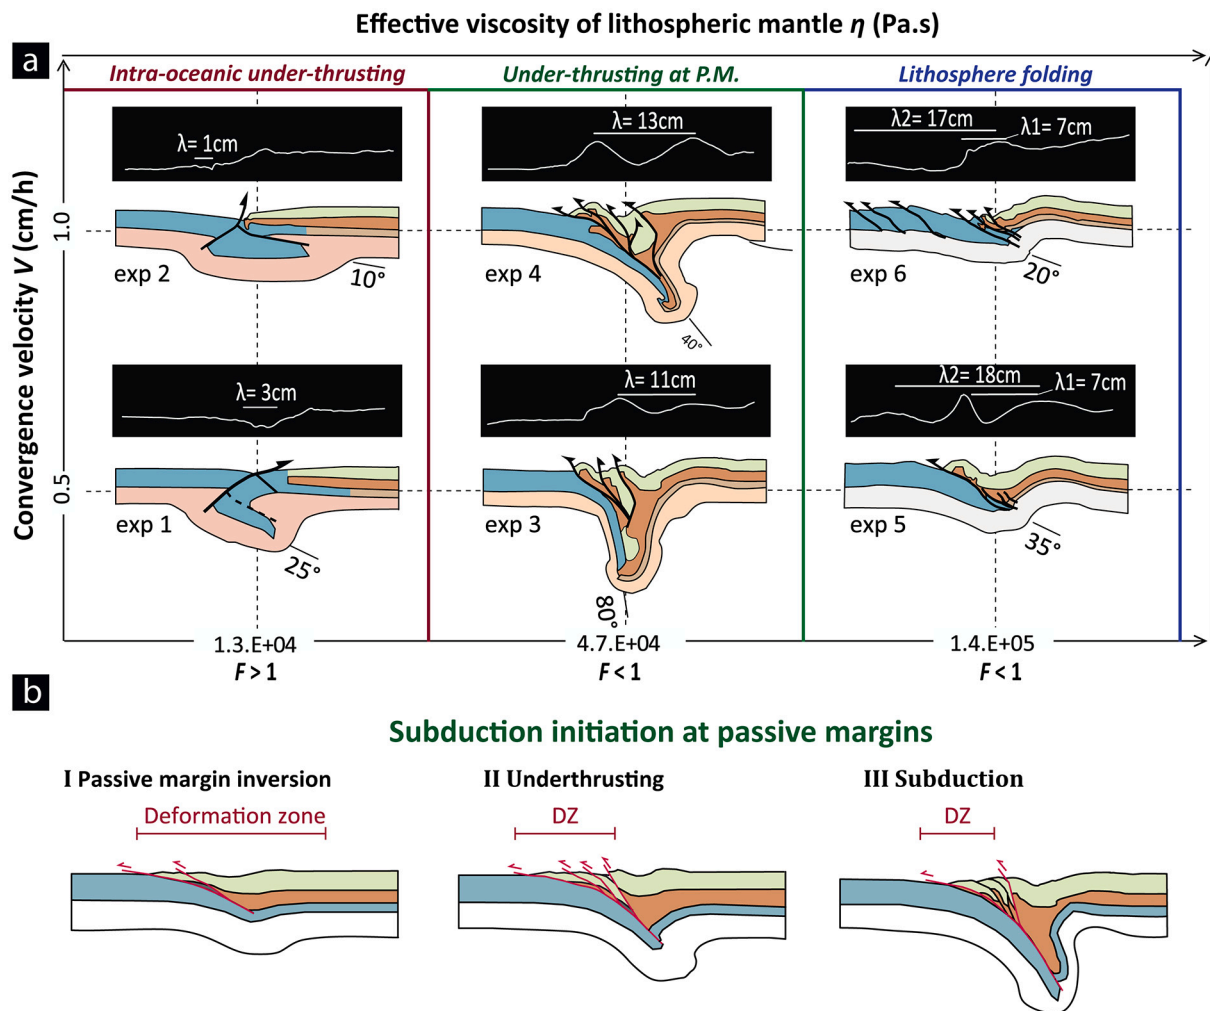 Effective viscosity of lithospheric mantle η (Pa.s)
a
Intra-oceanic under-thrusting
Under-thrusting at P.M.
Lithosphere folding
Convergence velocity V (cm/h)
1.0
λ= 1cm
exp 2
10°
λ= 13cm
exp 4
40°
λ2= 17cm
λ1= 7cm
exp 6
20°
0.5
λ= 3cm
exp 1
25°
λ= 11cm
exp 3
80°
λ2= 18cm
λ1= 7cm
exp 5
35°
1.3.E+04
4.7.E+04
1.4.E+05
F > 1
F < 1
F < 1
b
Subduction initiation at passive margins
I Passive margin inversion
II Underthrusting
III Subduction
Deformation zone
DZ
DZ